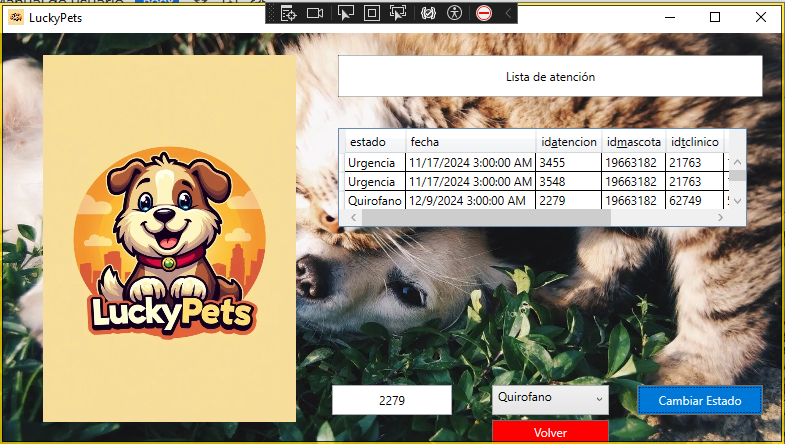 LuckyPets
Lista de atención
estado fecha idatencion idmascota idtclinico
Urgencia 11/17/2024 3:00:00 AM 3455 19663182 21763
Urgencia 11/17/2024 3:00:00 AM 3548 19663182 21763
Quirofano 12/9/2024 3:00:00 AM 2279 19663182 62749
LuckyPets
2279 Quirofano Cambiar Estado
Volver